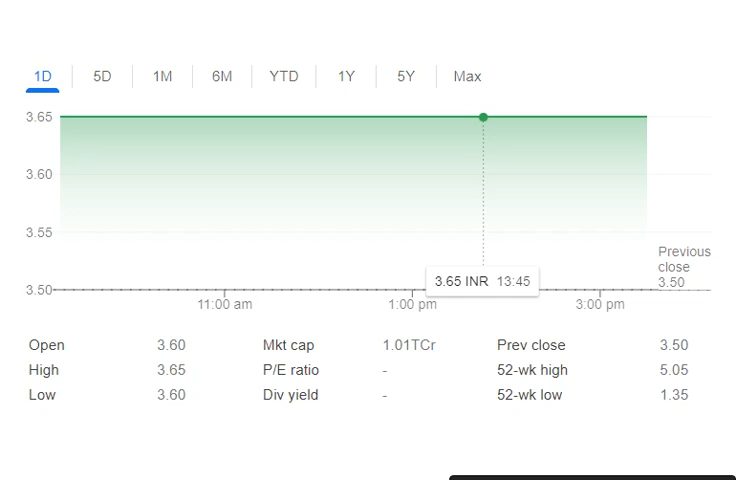 1D 5D 1M 6M YTD 1Y 5Y Max
3.65
3.60
3.55
Previous
close
3.50
3.50
3.65 INR 13:45
11:00 am 1:00 pm 3:00 pm
Open 3.60 Mkt cap 1.01TCr Prev close 3.50
High 3.65 P/E ratio - 52-wk high 5.05
Low 3.60 Div yield - 52-wk low 1.35